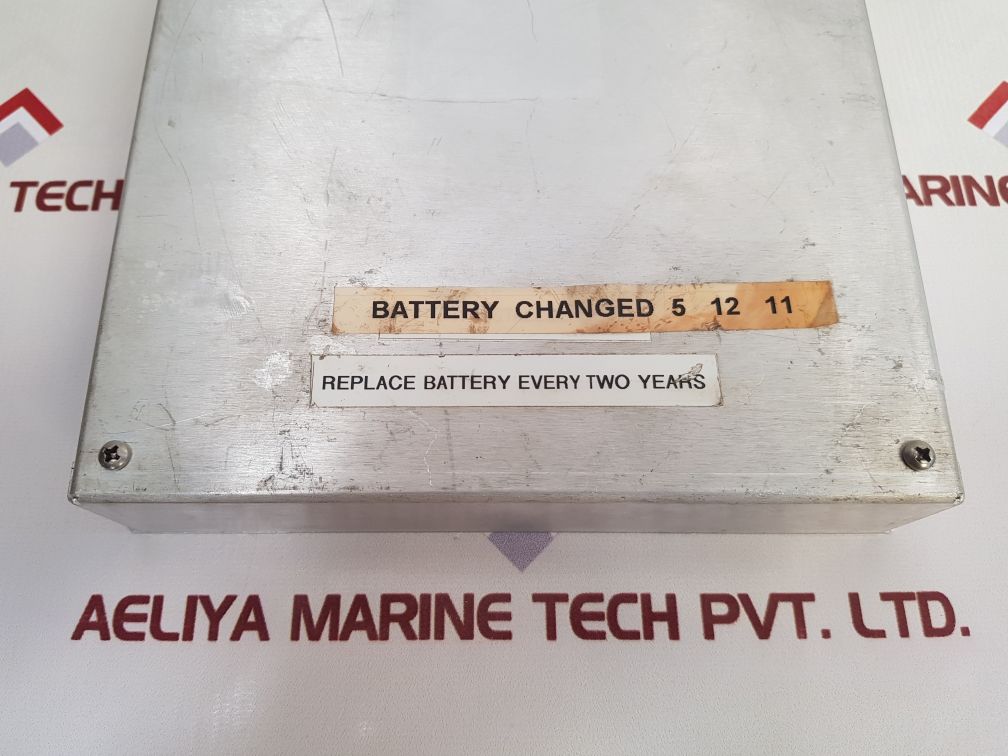 TECH
ARINE
BATTERY CHANGED 5 12 11
REPLACE BATTERY EVERY TWO YEARS
AELIYA MARINE TECH PVT. LTD.